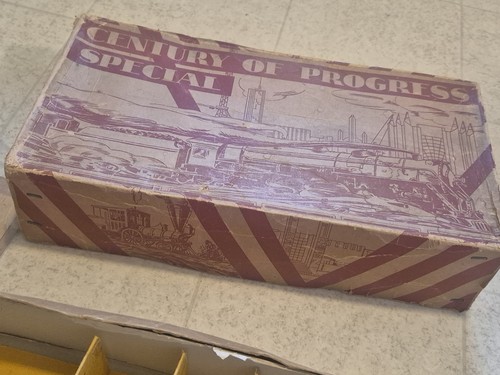 CENTURY OF PROGRESS
SPECIAL